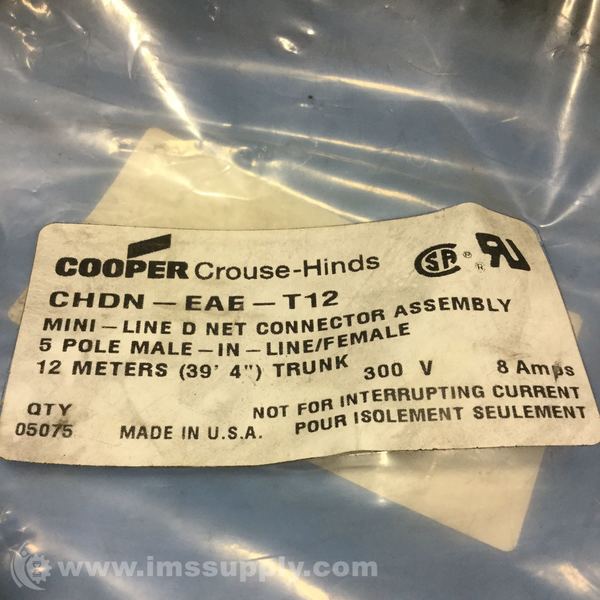 COOPER Crouse-Hinds
SA ® ® RU
CHDN-EAE-T12
MINI-LINE D NET CONNECTOR ASSEMBLY
5 POLE MALE-IN-LINE/FEMALE
12 METERS (39' 4") TRUNK 300 V 8 Amps
NOT FOR INTERRUPTING CURRENT
QTY
05075 MADE IN U.S.A. POUR ISOLEMENT SEULEMENT
© www.imssupply.com